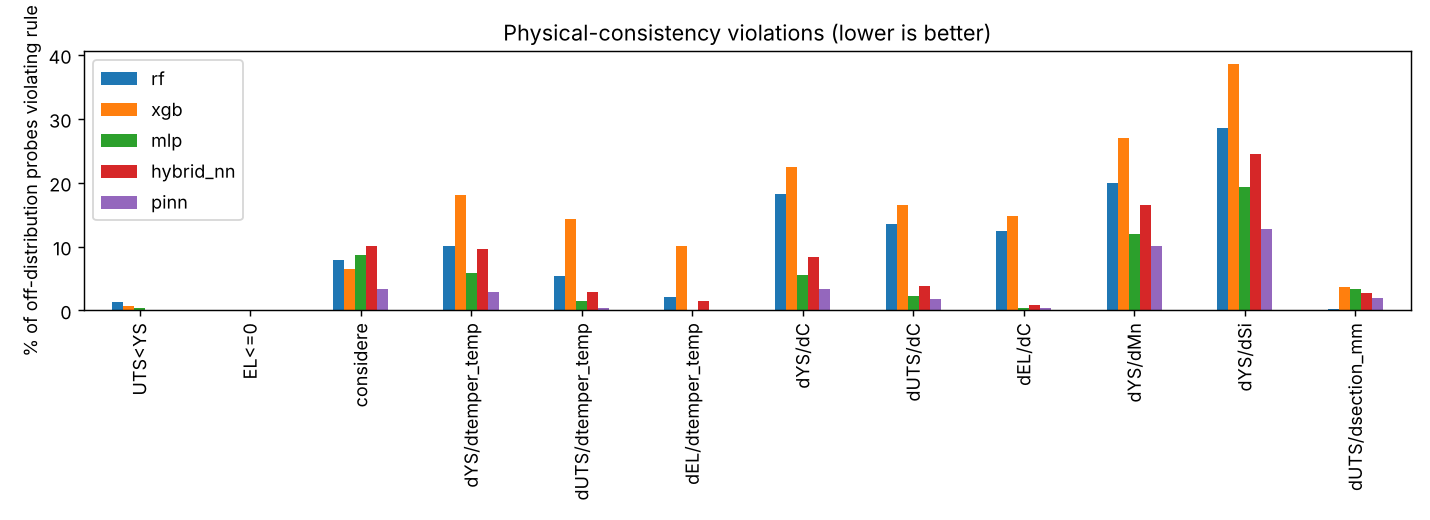 Physical-consistency violations (lower is better)
% of off-distribution probes violating rule
40
30
20
10
0
rf
xgb
mlp
hybrid_nn
pinn
UTS<YS
EL<=0
considere
dYS/dtemper_temp
dUTS/dtemper_temp
dEL/dtemper_temp
dYS/dC
dUTS/dC
dEL/dC
dYS/dMn
dYS/dSi
dUTS/dsection_mm